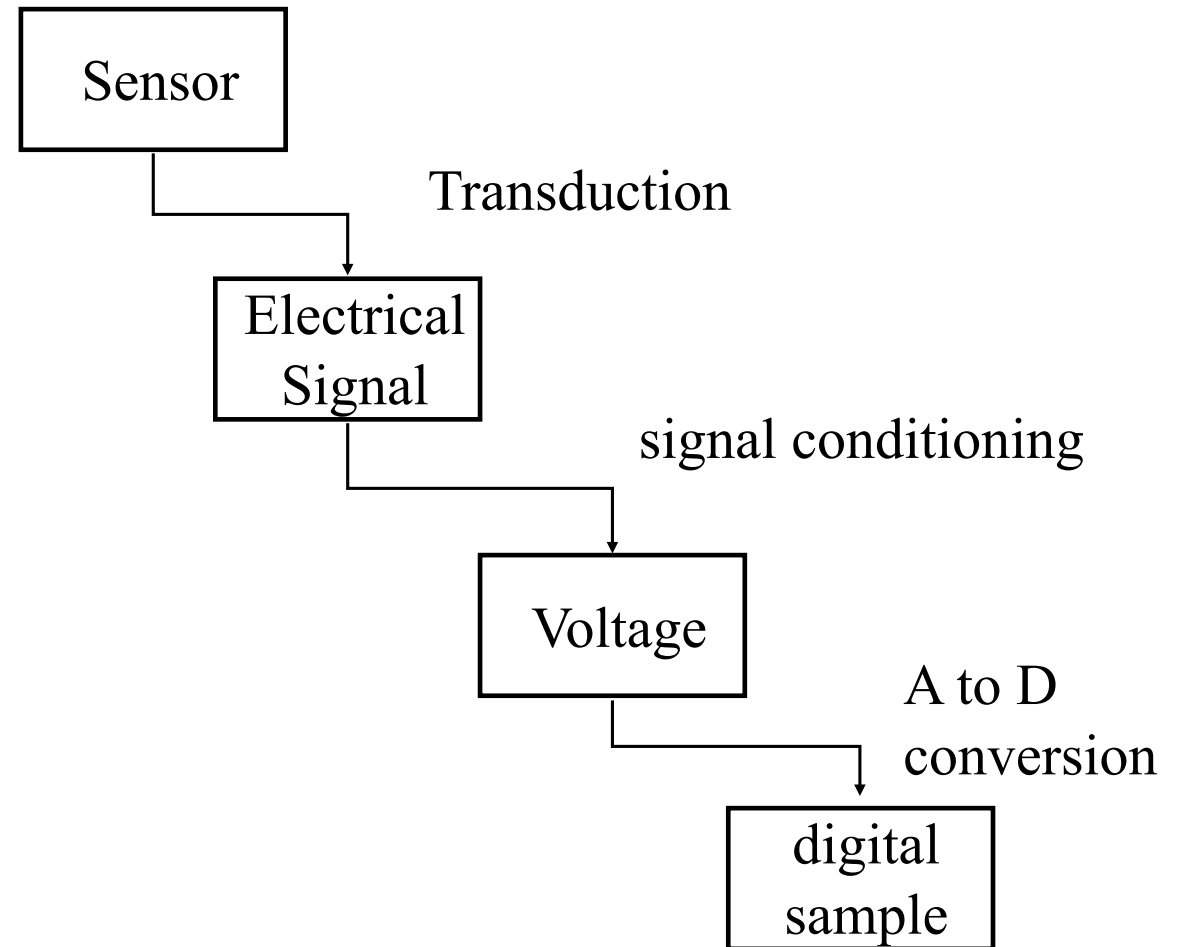 Sensor
Transduction
Electrical
Signal
signal conditioning
Voltage
A to D
conversion
digital
sample